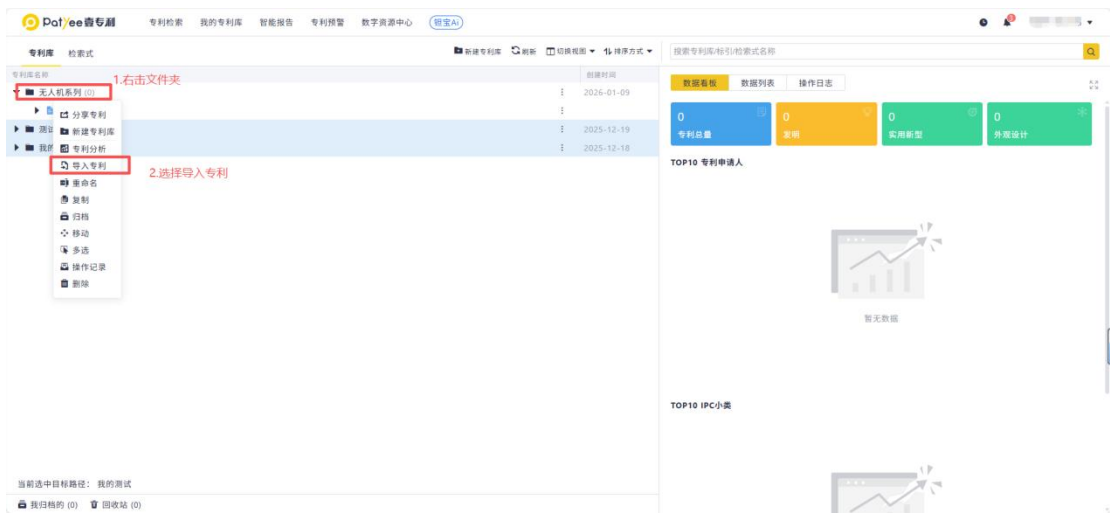 Patyee壹专利 专利检索 我的专利库 智能报告 专利预警 数字资源中心 钽宝Ai 3
专利库 检索式 新建专利库 刷新 切换视图 排序方式 搜索专利库/标引/检索式名称
专利库名称 创建时间
1.右击文件夹
数据看板 数据列表 操作日志
无人机系列 (0) 2026-01-09
分享专利
测试 新建专利库 2025-12-19
我的 专利分析 2025-12-18
导入专利
2.选择导入专利
重命名
复制
归档
移动
多选
操作记录
删除
0 0 0 0
专利总量 发明 实用新型 外观设计
TOP10 专利申请人
暂无数据
TOP10 IPC小类
当前选中目标路径： 我的测试
我归档的 (0) 回收站 (0)